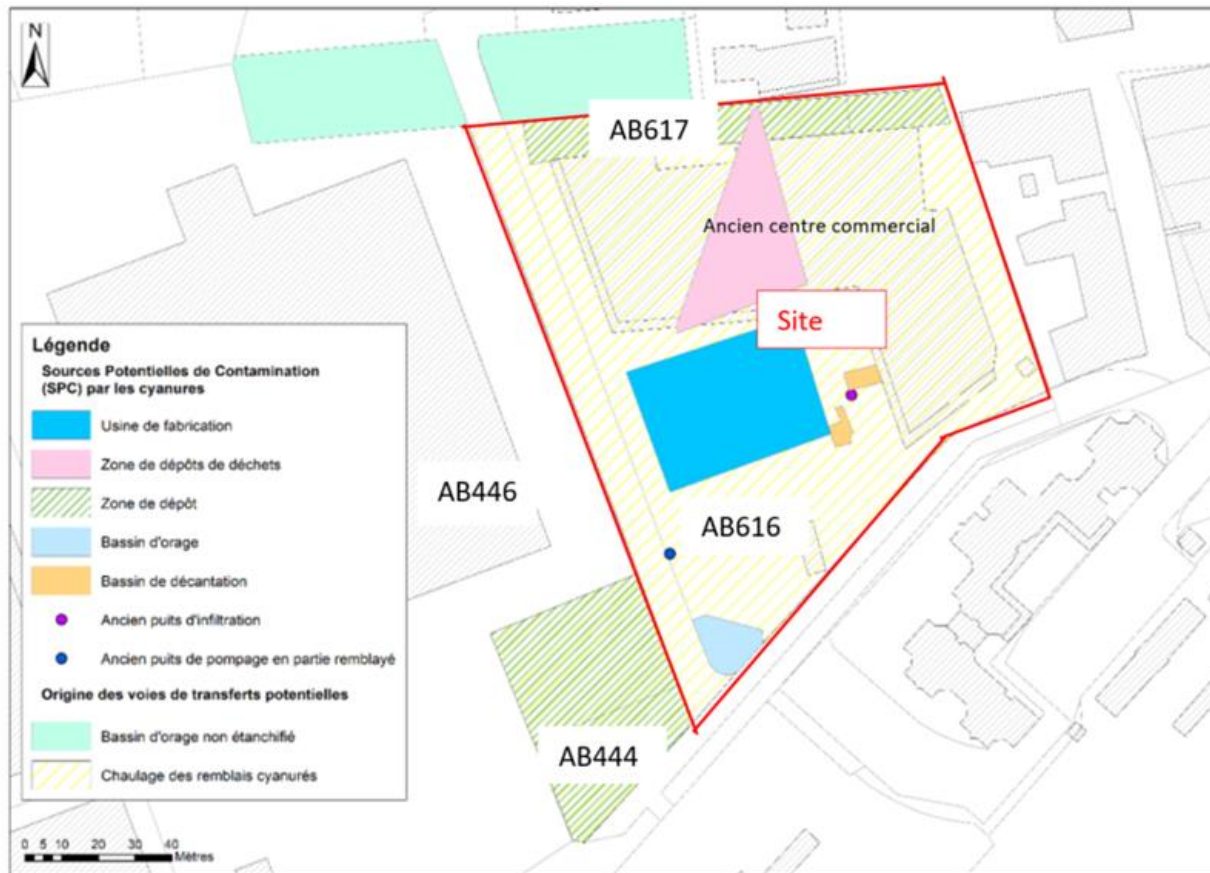 N
AB617
Ancien centre commercial
Site
AB446
AB616
AB444
Légende
Sources Potentielles de Contamination
(SPC) par les cyanures
Usine de fabrication
Zone de dépôts de déchets
Zone de dépôt
Bassin d'orage
Bassin de décantation
Ancien puits d'infiltration
Ancien puits de pompage en partie remblayé
Origine des voies de transferts potentielles
Bassin d'orage non étanchifié
Chaulage des remblais cyanurés
0 5 10 20 30 40
Mètres